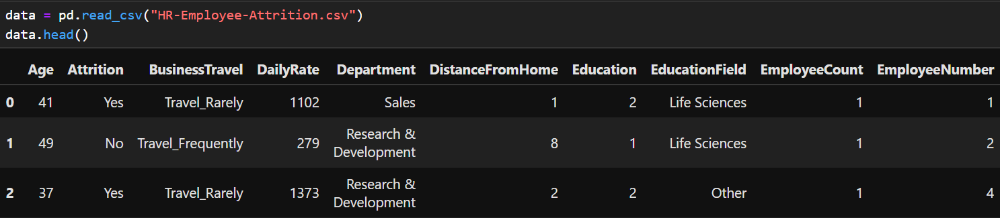 data = pd.read_csv("HR-Employee-Attrition.csv")
data.head()
Age Attrition BusinessTravel DailyRate Department DistanceFromHome Education EducationField EmployeeCount EmployeeNumber
0 41 Yes Travel_Rarely 1102 Sales 1 2 Life Sciences 1 1
1 49 No Travel_Frequently 279 Research & Development 8 1 Life Sciences 1 2
2 37 Yes Travel_Rarely 1373 Research & Development 2 2 Other 1 4